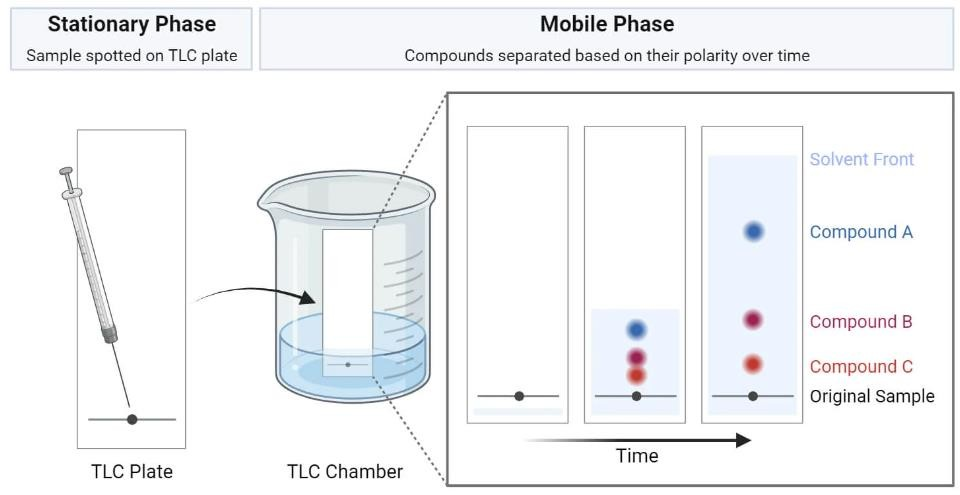 Stationary Phase
Sample spotted on TLC plate
Mobile Phase
Compounds separated based on their polarity over time
TLC Plate
TLC Chamber
Solvent Front
Compound A
Compound B
Compound C
Original Sample
Time